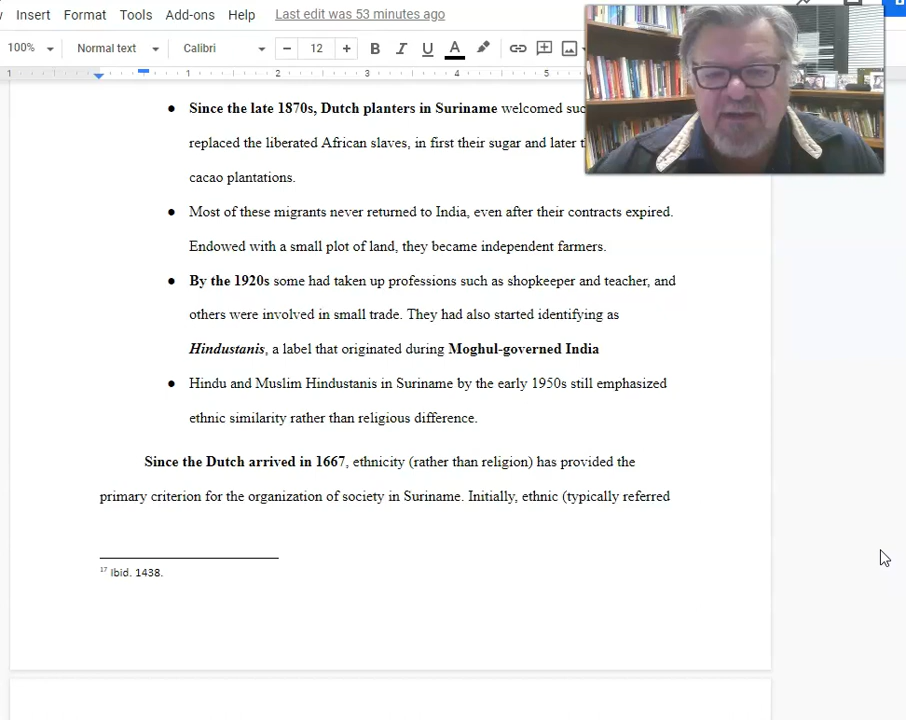 Insert Format Tools Add-ons Help Last edit was 53 minutes ago
100% Normal text Calibri 12 B I U A
1 1 2 3 4 5
● Since the late 1870s, Dutch planters in Suriname welcomed
replaced the liberated African slaves, in first their sugar and later
cacao plantations.
● Most of these migrants never returned to India, even after their contracts expired.
Endowed with a small plot of land, they became independent farmers.
● By the 1920s some had taken up professions such as shopkeeper and teacher, and
others were involved in small trade. They had also started identifying as
Hindustanis, a label that originated during Moghul-governed India
● Hindu and Muslim Hindustanis in Suriname by the early 1950s still emphasized
ethnic similarity rather than religious difference.
Since the Dutch arrived in 1667, ethnicity (rather than religion) has provided the
primary criterion for the organization of society in Suriname. Initially, ethnic (typically referred
17 Ibid. 1438.